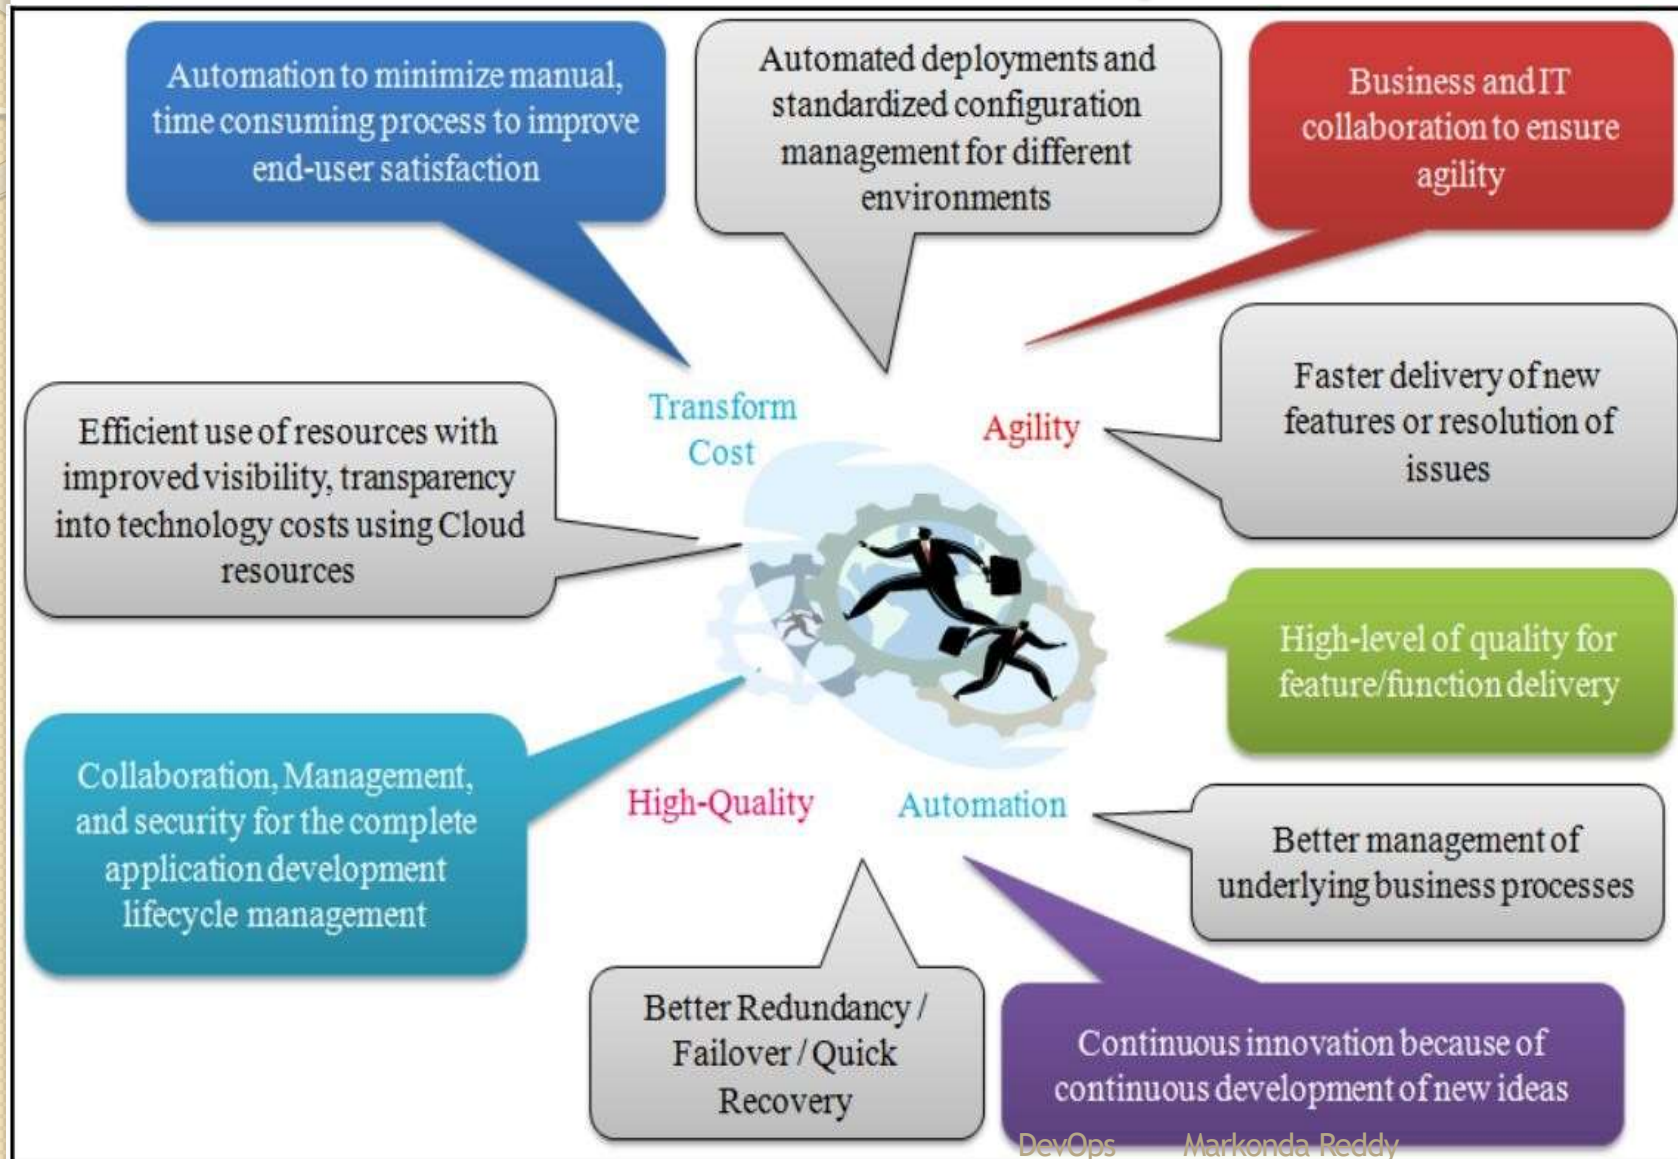 Automation to minimize manual,
time consuming process to improve
end-user satisfaction
Automated deployments and
standardized configuration
management for different
environments
Business and IT
collaboration to ensure
agility
Transform
Cost
Agility
Faster delivery of new
features or resolution of
issues
Efficient use of resources with
improved visibility, transparency
into technology costs using Cloud
resources
High-level of quality for
feature/function delivery
Collaboration, Management,
and security for the complete
application development
lifecycle management
High-Quality
Automation
Better management of
underlying business processes
Better Redundancy /
Failover / Quick
Recovery
Continuous innovation because of
continuous development of new ideas
DevOps Markonda Reddy